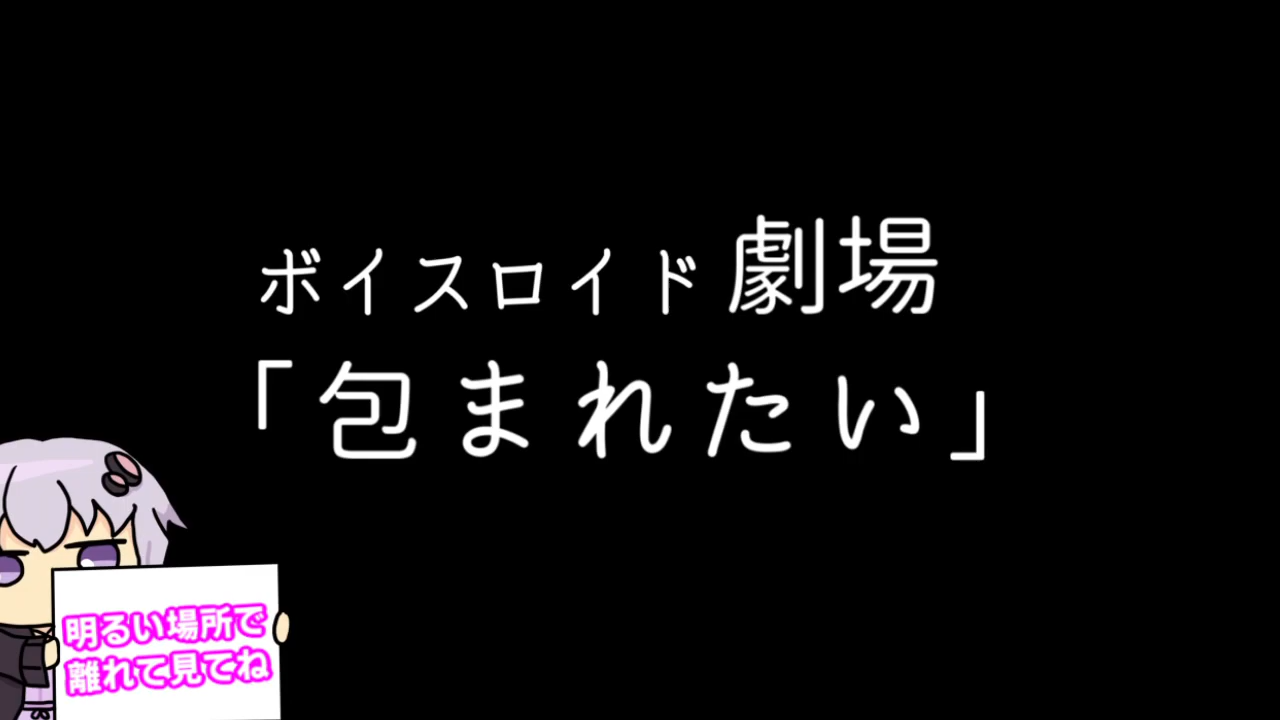 ボイスロイド劇場
「包まれたい」
明るい場所で
離れて見てね